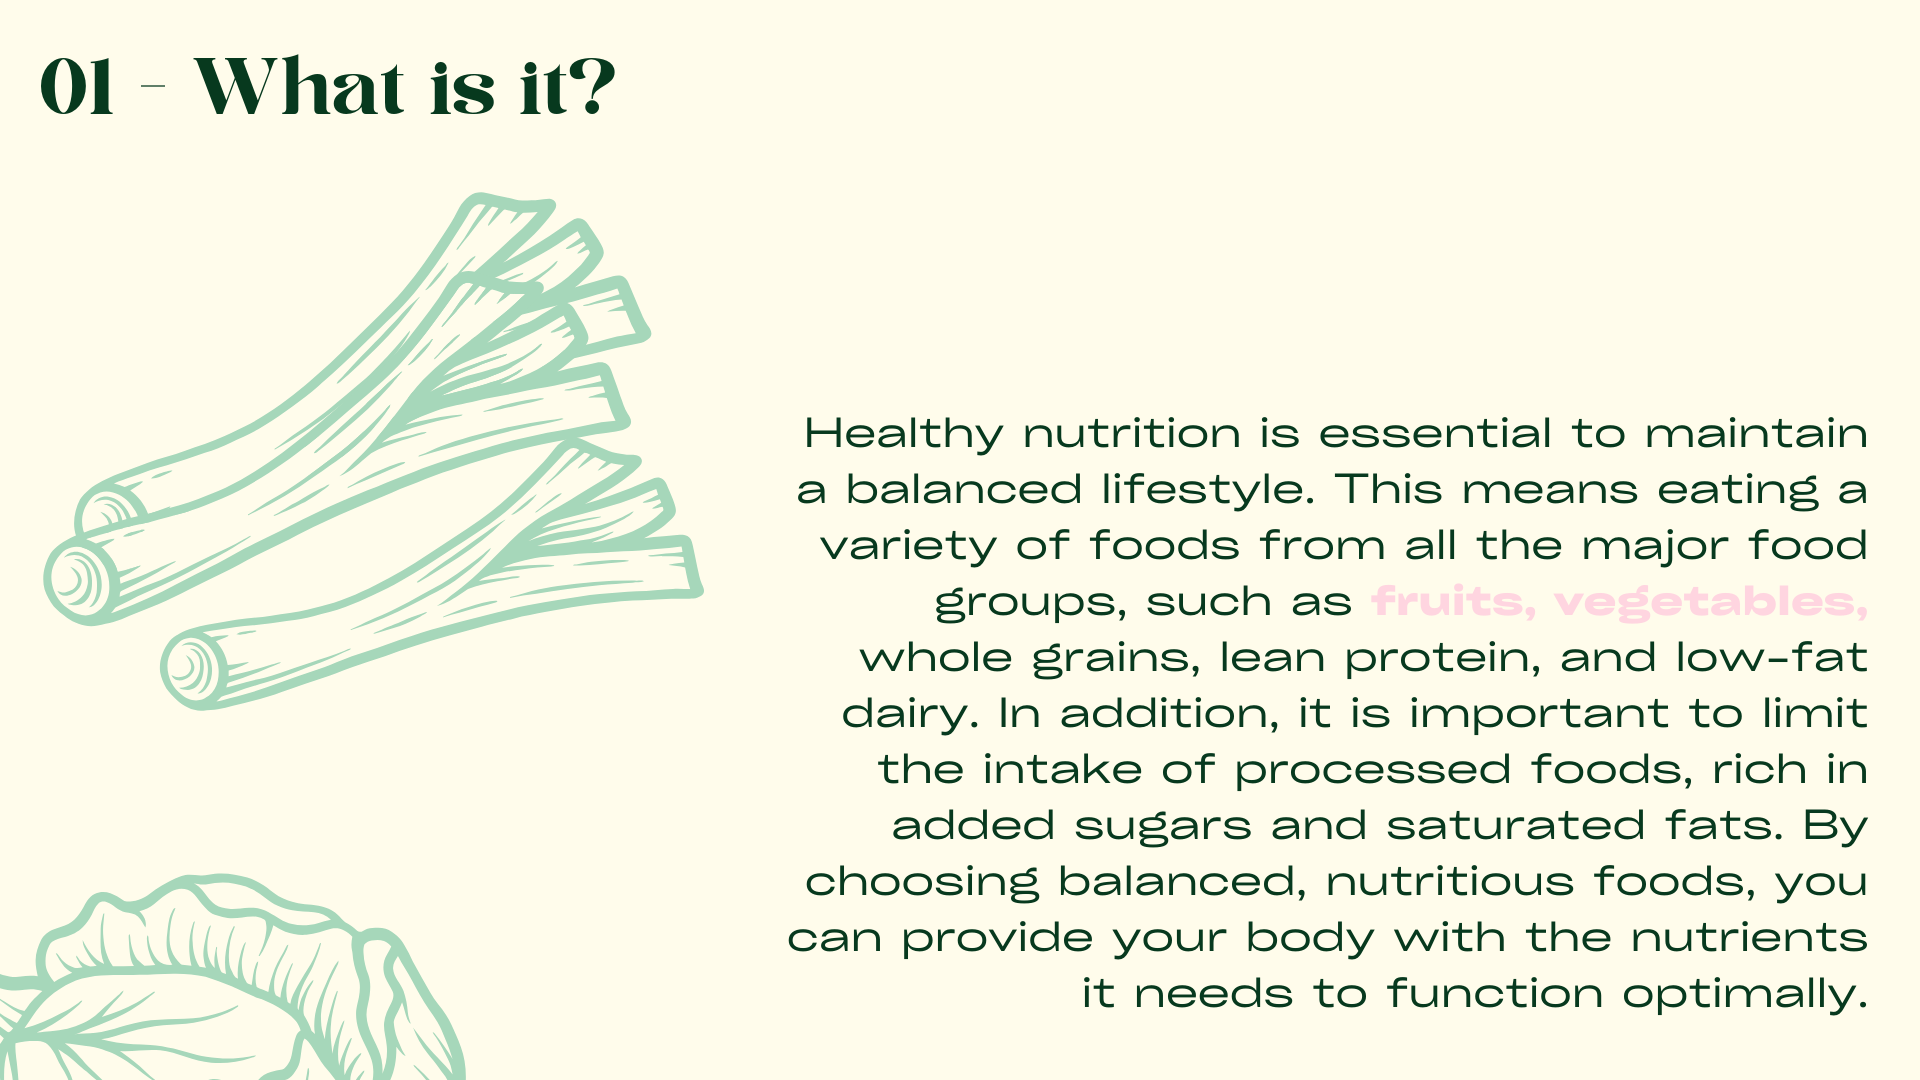 01 - What is it?
Healthy nutrition is essential to maintain
a balanced lifestyle. This means eating a
variety of foods from all the major food
groups, such as fruits, vegetables,
whole grains, lean protein, and low-fat
dairy. In addition, it is important to limit
the intake of processed foods, rich in
added sugars and saturated fats. By
choosing balanced, nutritious foods, you
can provide your body with the nutrients
it needs to function optimally.